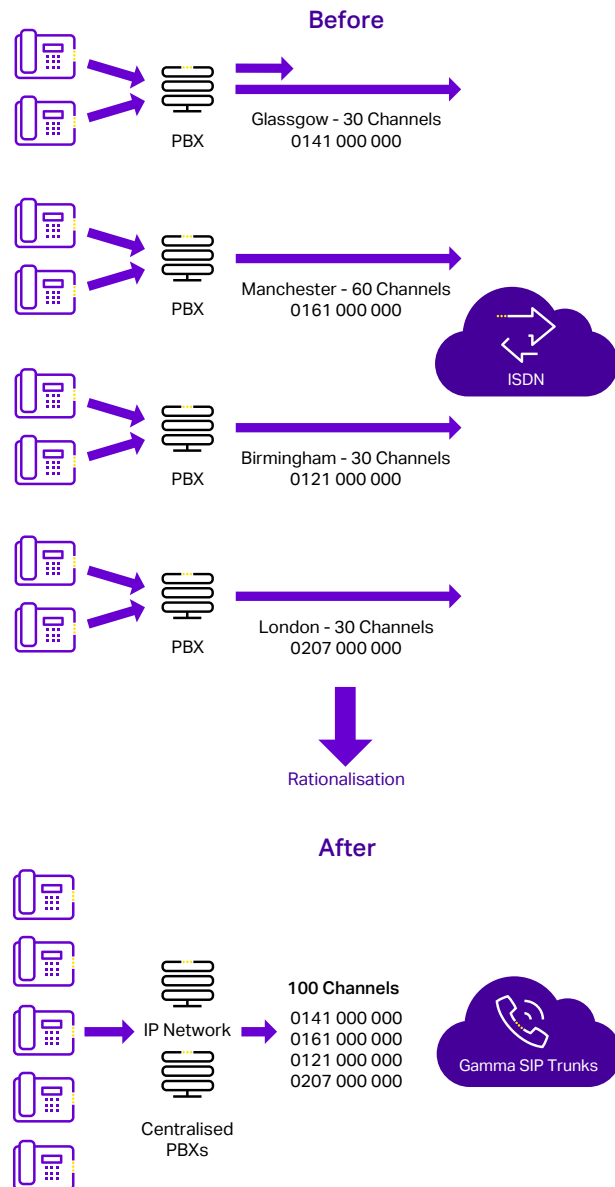 Before
PBX
Glassgow - 30 Channels
0141 000 000
PBX
Manchester - 60 Channels
0161 000 000
ISDN
PBX
Birmingham - 30 Channels
0121 000 000
PBX
London - 30 Channels
0207 000 000
Rationalisation
After
IP Network
Centralised
PBXs
100 Channels
0141 000 000
0161 000 000
0121 000 000
0207 000 000
Gamma SIP Trunks